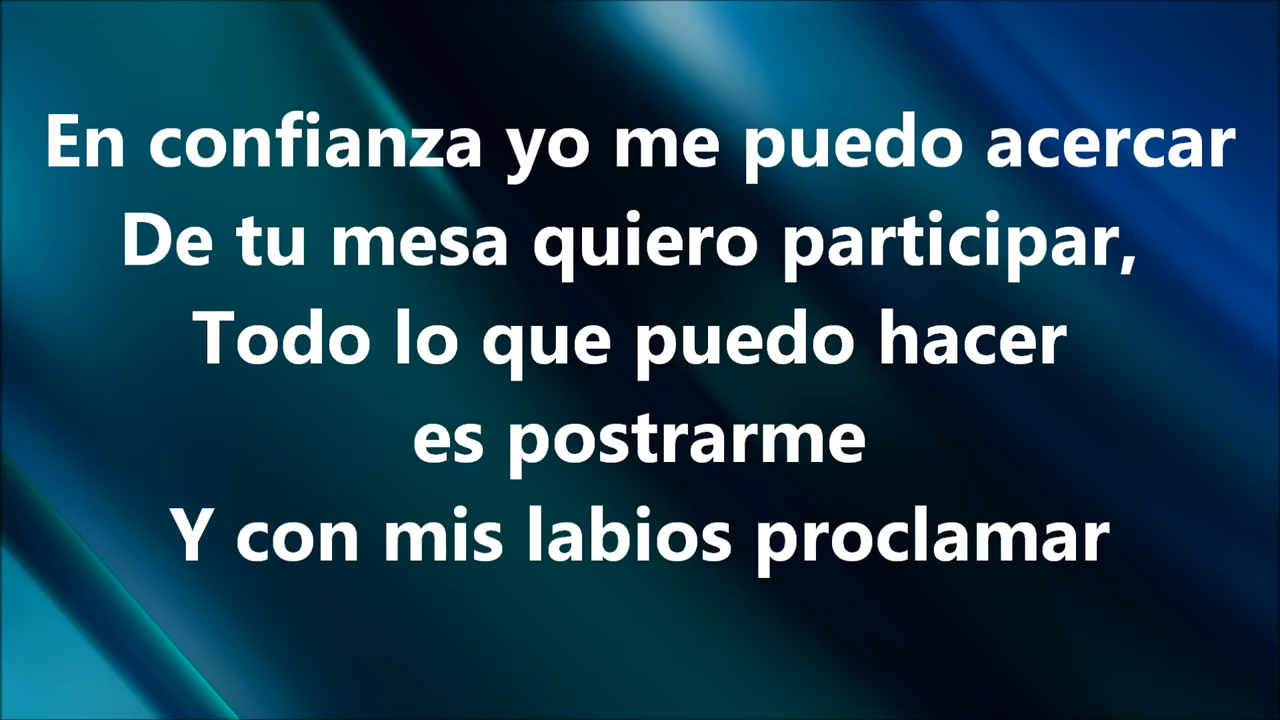 En confianza yo me puedo acercar
De tu mesa quiero participar,
Todo lo que puedo hacer
es postrarme
Y con mis labios proclamar